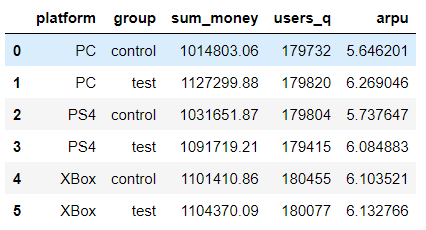 platform group sum_money users_q arpu
0 PC control 1014803.06 179732 5.646201
1 PC test 1127299.88 179820 6.269046
2 PS4 control 1031651.87 179804 5.737647
3 PS4 test 1091719.21 179415 6.084883
4 XBox control 1101410.86 180455 6.103521
5 XBox test 1104370.09 180077 6.132766